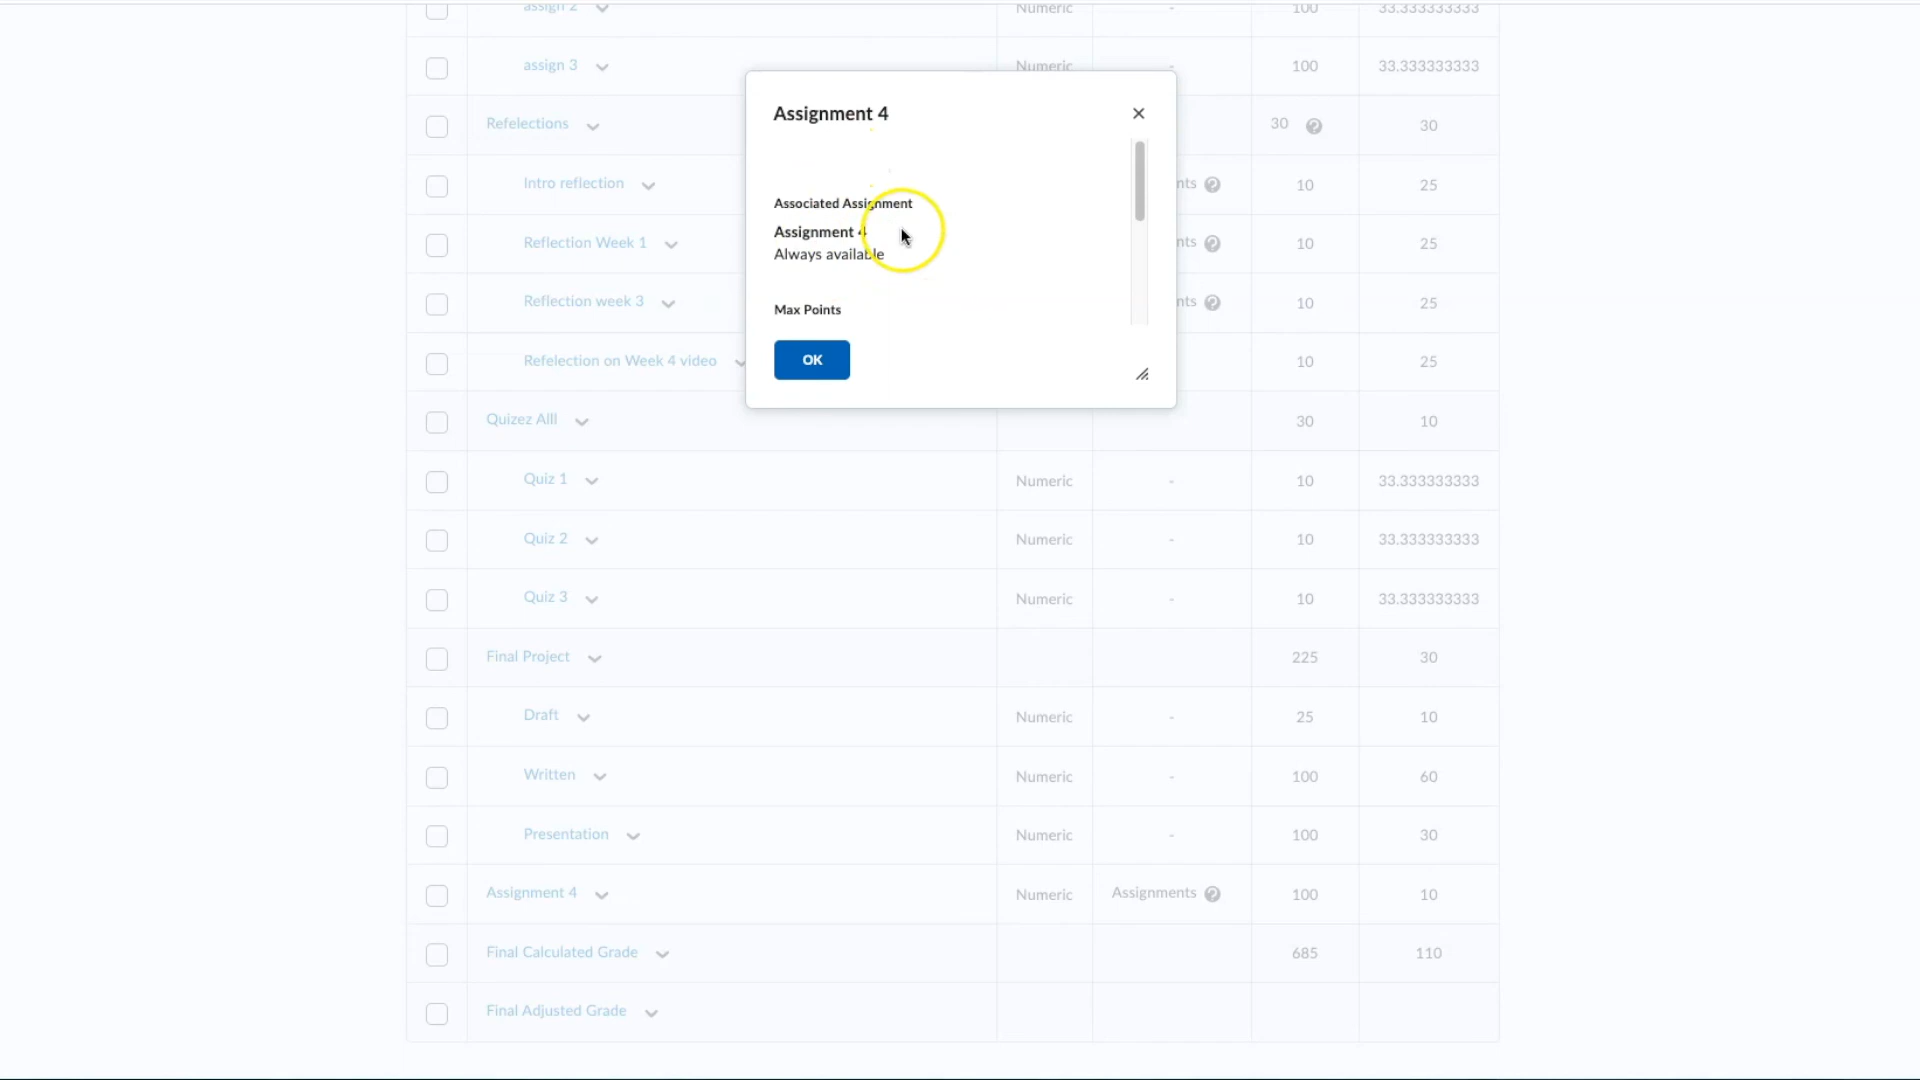 assign 2 Numeric - 100 33.333333333
assign 3 Numeric - 100 33.333333333
Assignment 4
Refelections 30 30
Intro reflection nts 10 25
Associated Assignment
Assignment 4
Reflection Week 1 nts 10 25
Always available
Reflection week 3 nts 10 25
Max Points
Refelection on Week 4 video 10 25
OK
Quizez Alll 30 10
Quiz 1 Numeric - 10 33.333333333
Quiz 2 Numeric - 10 33.333333333
Quiz 3 Numeric - 10 33.333333333
Final Project 225 30
Draft Numeric - 25 10
Written Numeric - 100 60
Presentation Numeric - 100 30
Assignment 4 Numeric Assignments 100 10
Final Calculated Grade 685 110
Final Adjusted Grade